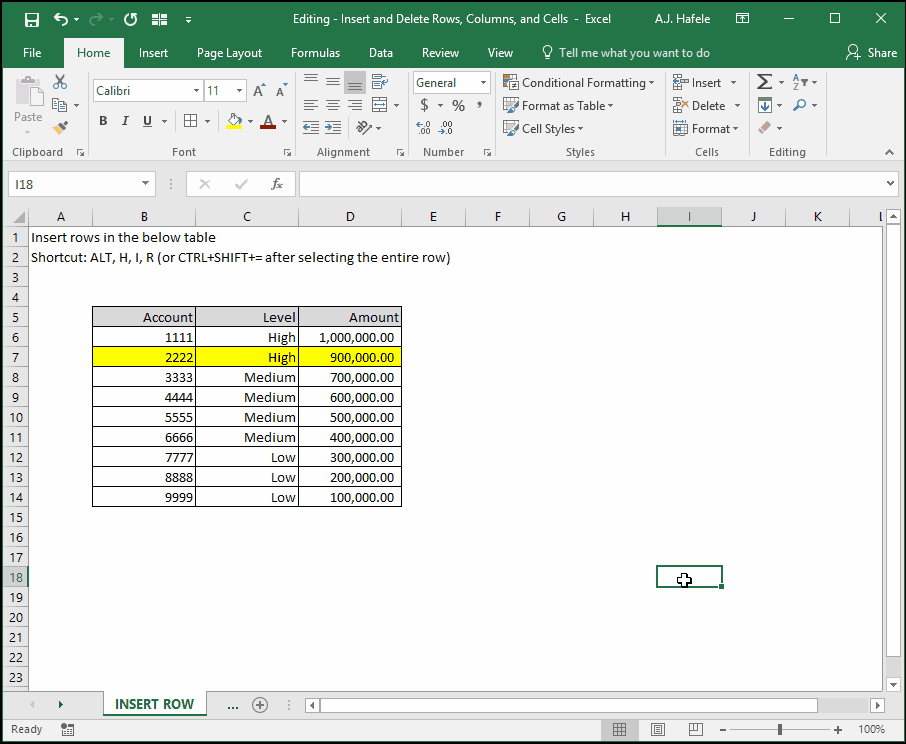 Editing - Insert and Delete Rows, Columns, and Cells - Excel A.J. Hafele
File Home Insert Page Layout Formulas Data Review View Tell me what you want to do Share
Paste
Calibri 11
B I U A
General
$ % ,
Conditional Formatting
Format as Table
Cell Styles
Insert
Delete
Format
Clipboard Font Alignment Number Styles Cells Editing
I18 fx
A B C D E F G H I J K L
1 Insert rows in the below table
2 Shortcut: ALT, H, I, R (or CTRL+SHIFT+= after selecting the entire row)
3
4
5 Account Level Amount
6 1111 High 1,000,000.00
7 2222 High 900,000.00
8 3333 Medium 700,000.00
9 4444 Medium 600,000.00
10 5555 Medium 500,000.00
11 6666 Medium 400,000.00
12 7777 Low 300,000.00
13 8888 Low 200,000.00
14 9999 Low 100,000.00
15
16
17
18
19
20
21
22
23
INSERT ROW ...
Ready 100%